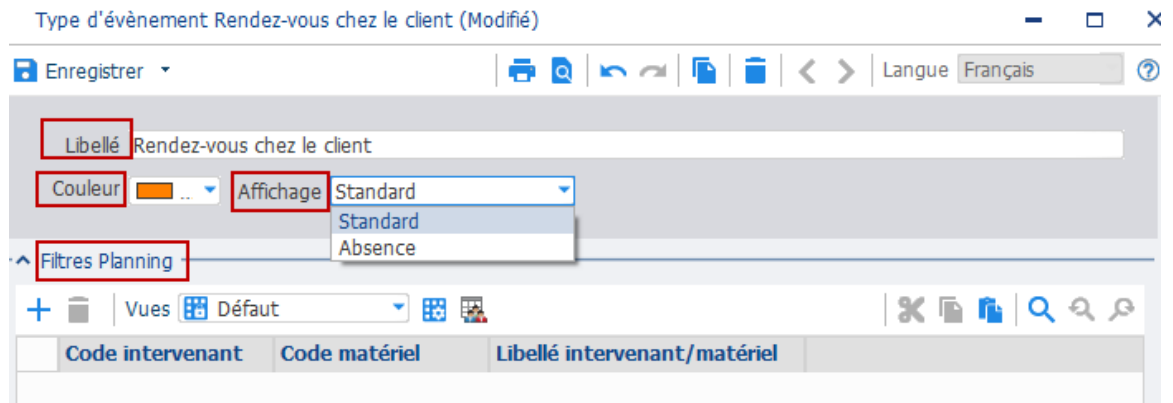 Type d'évènement Rendez-vous chez le client (Modifié)
Enregistrer Langue Français
Libellé Rendez-vous chez le client
Couleur ... Affichage Standard
Standard
Absence
Filtres Planning
Vues Défaut
Code intervenant Code matériel Libellé intervenant/matériel